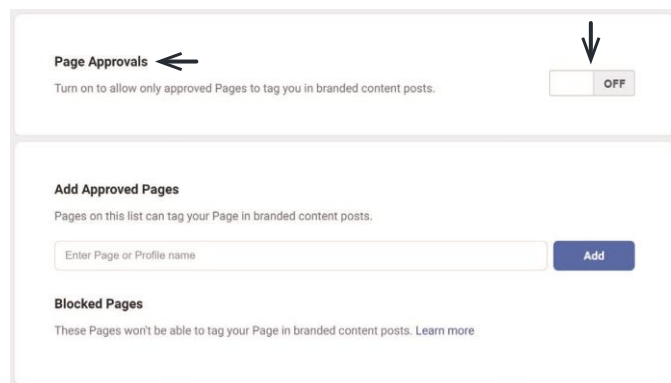 Page Approvals
Turn on to allow only approved Pages to tag you in branded content posts.
OFF
Add Approved Pages
Pages on this list can tag your Page in branded content posts.
Enter Page or Profile name
Add
Blocked Pages
These Pages won't be able to tag your Page in branded content posts. Learn more